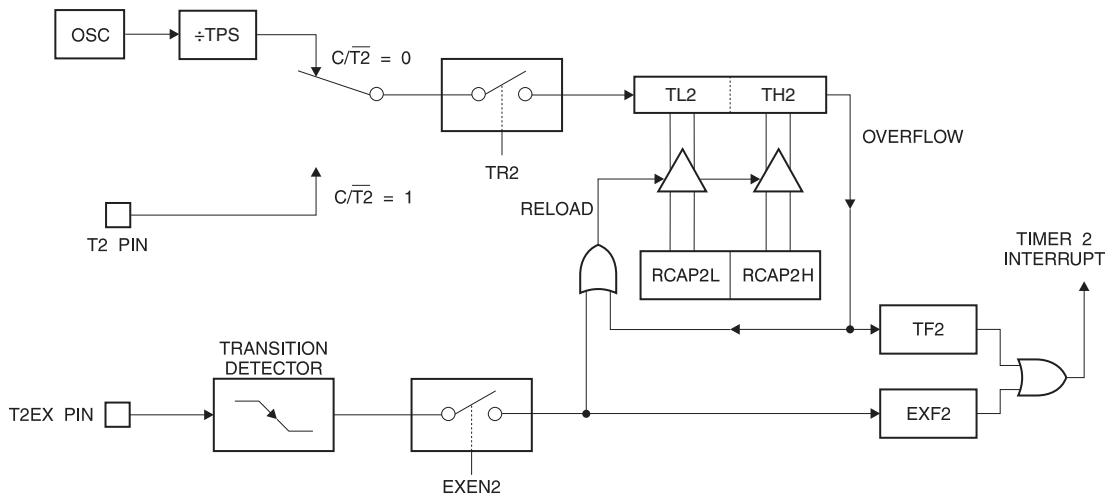 OSC
÷TPS
C/T2̅ = 0
TL2
TH2
OVERFLOW
TR2
C/T2̅ = 1
T2 PIN
RELOAD
RCAP2L
RCAP2H
TIMER 2
INTERRUPT
TF2
TRANSITION
DETECTOR
T2EX PIN
EXF2
EXEN2